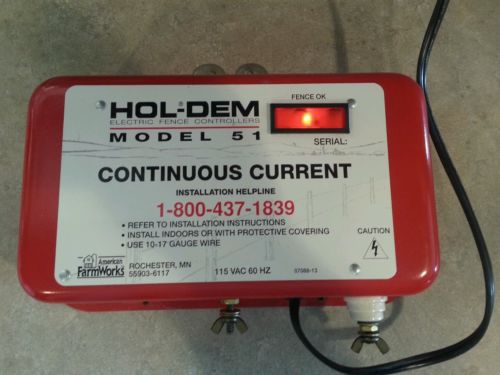 HOL-DEM
ELECTRIC FENCE CONTROLLERS
MODEL 51
FENCE OK
SERIAL:
CONTINUOUS CURRENT
INSTALLATION HELPLINE
1-800-437-1839
• REFER TO INSTALLATION INSTRUCTIONS
• INSTALL INDOORS OR WITH PROTECTIVE COVERING
• USE 10-17 GAUGE WIRE
CAUTION
American
FarmWorks
ROCHESTER, MN
55903-6117
115 VAC 60 HZ
57088-13